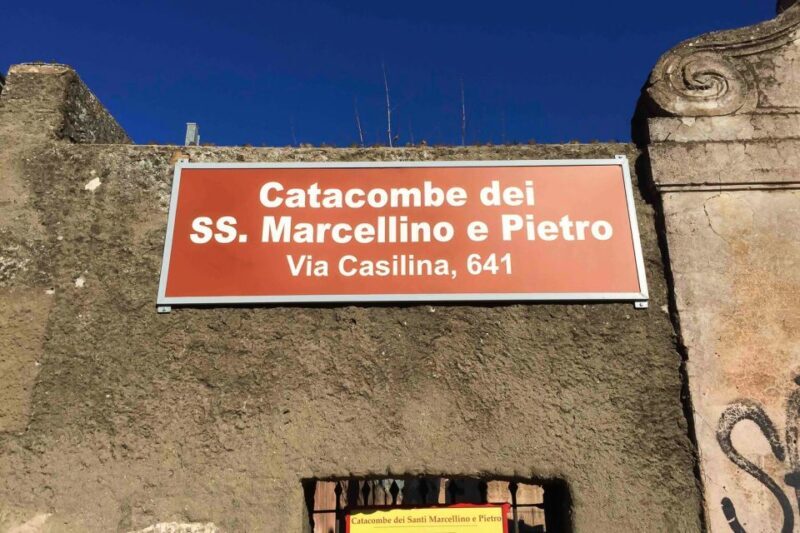 Catacombe dei
SS. Marcellino e Pietro
Via Casilina, 641
Catacombe dei Santi Marcellino e Pietro